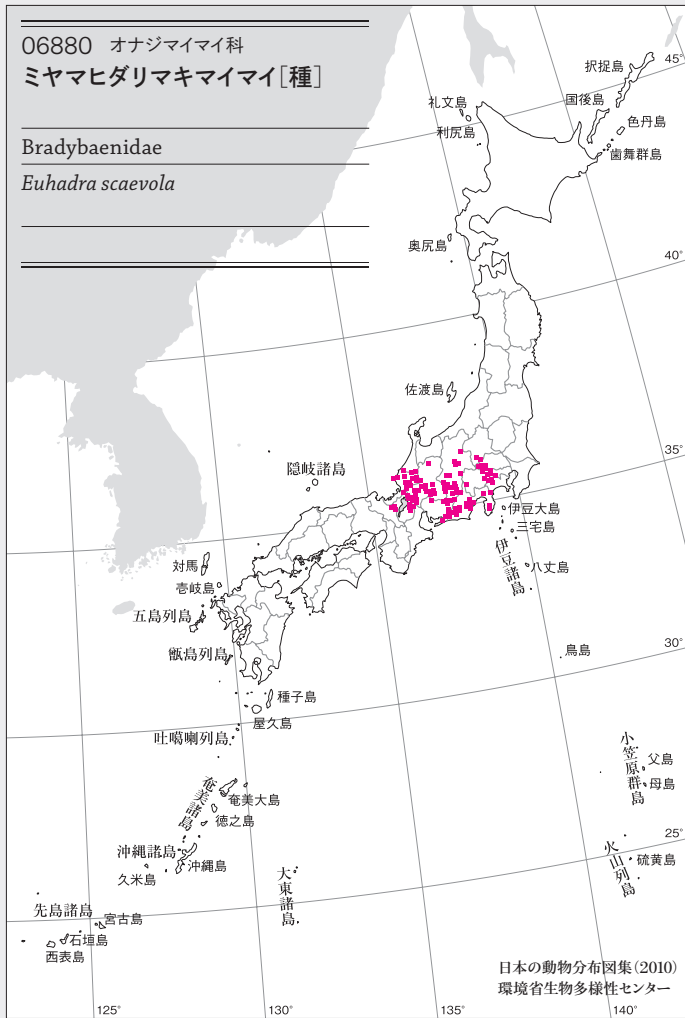 06880 オナジマイマイ科
ミヤマヒダリマキマイマイ[種]
Bradybaenidae
Euhadra scaevola
45°
択捉島
国後島
礼文島
色丹島
利尻島
歯舞群島
奥尻島
40°
佐渡島
35°
隠岐諸島
伊豆大島
三宅島
伊豆諸島
八丈島
対馬
壱岐島
五島列島
甑島列島
鳥島
30°
種子島
屋久島
吐噶喇列島
小笠原群島
父島
母島
奄美諸島
奄美大島
徳之島
25°
沖縄諸島
沖縄島
久米島
火山列島
硫黄島
大東諸島
先島諸島
宮古島
石垣島
西表島
日本の動物分布図集(2010)
環境省生物多様性センター
125°
130°
135°
140°